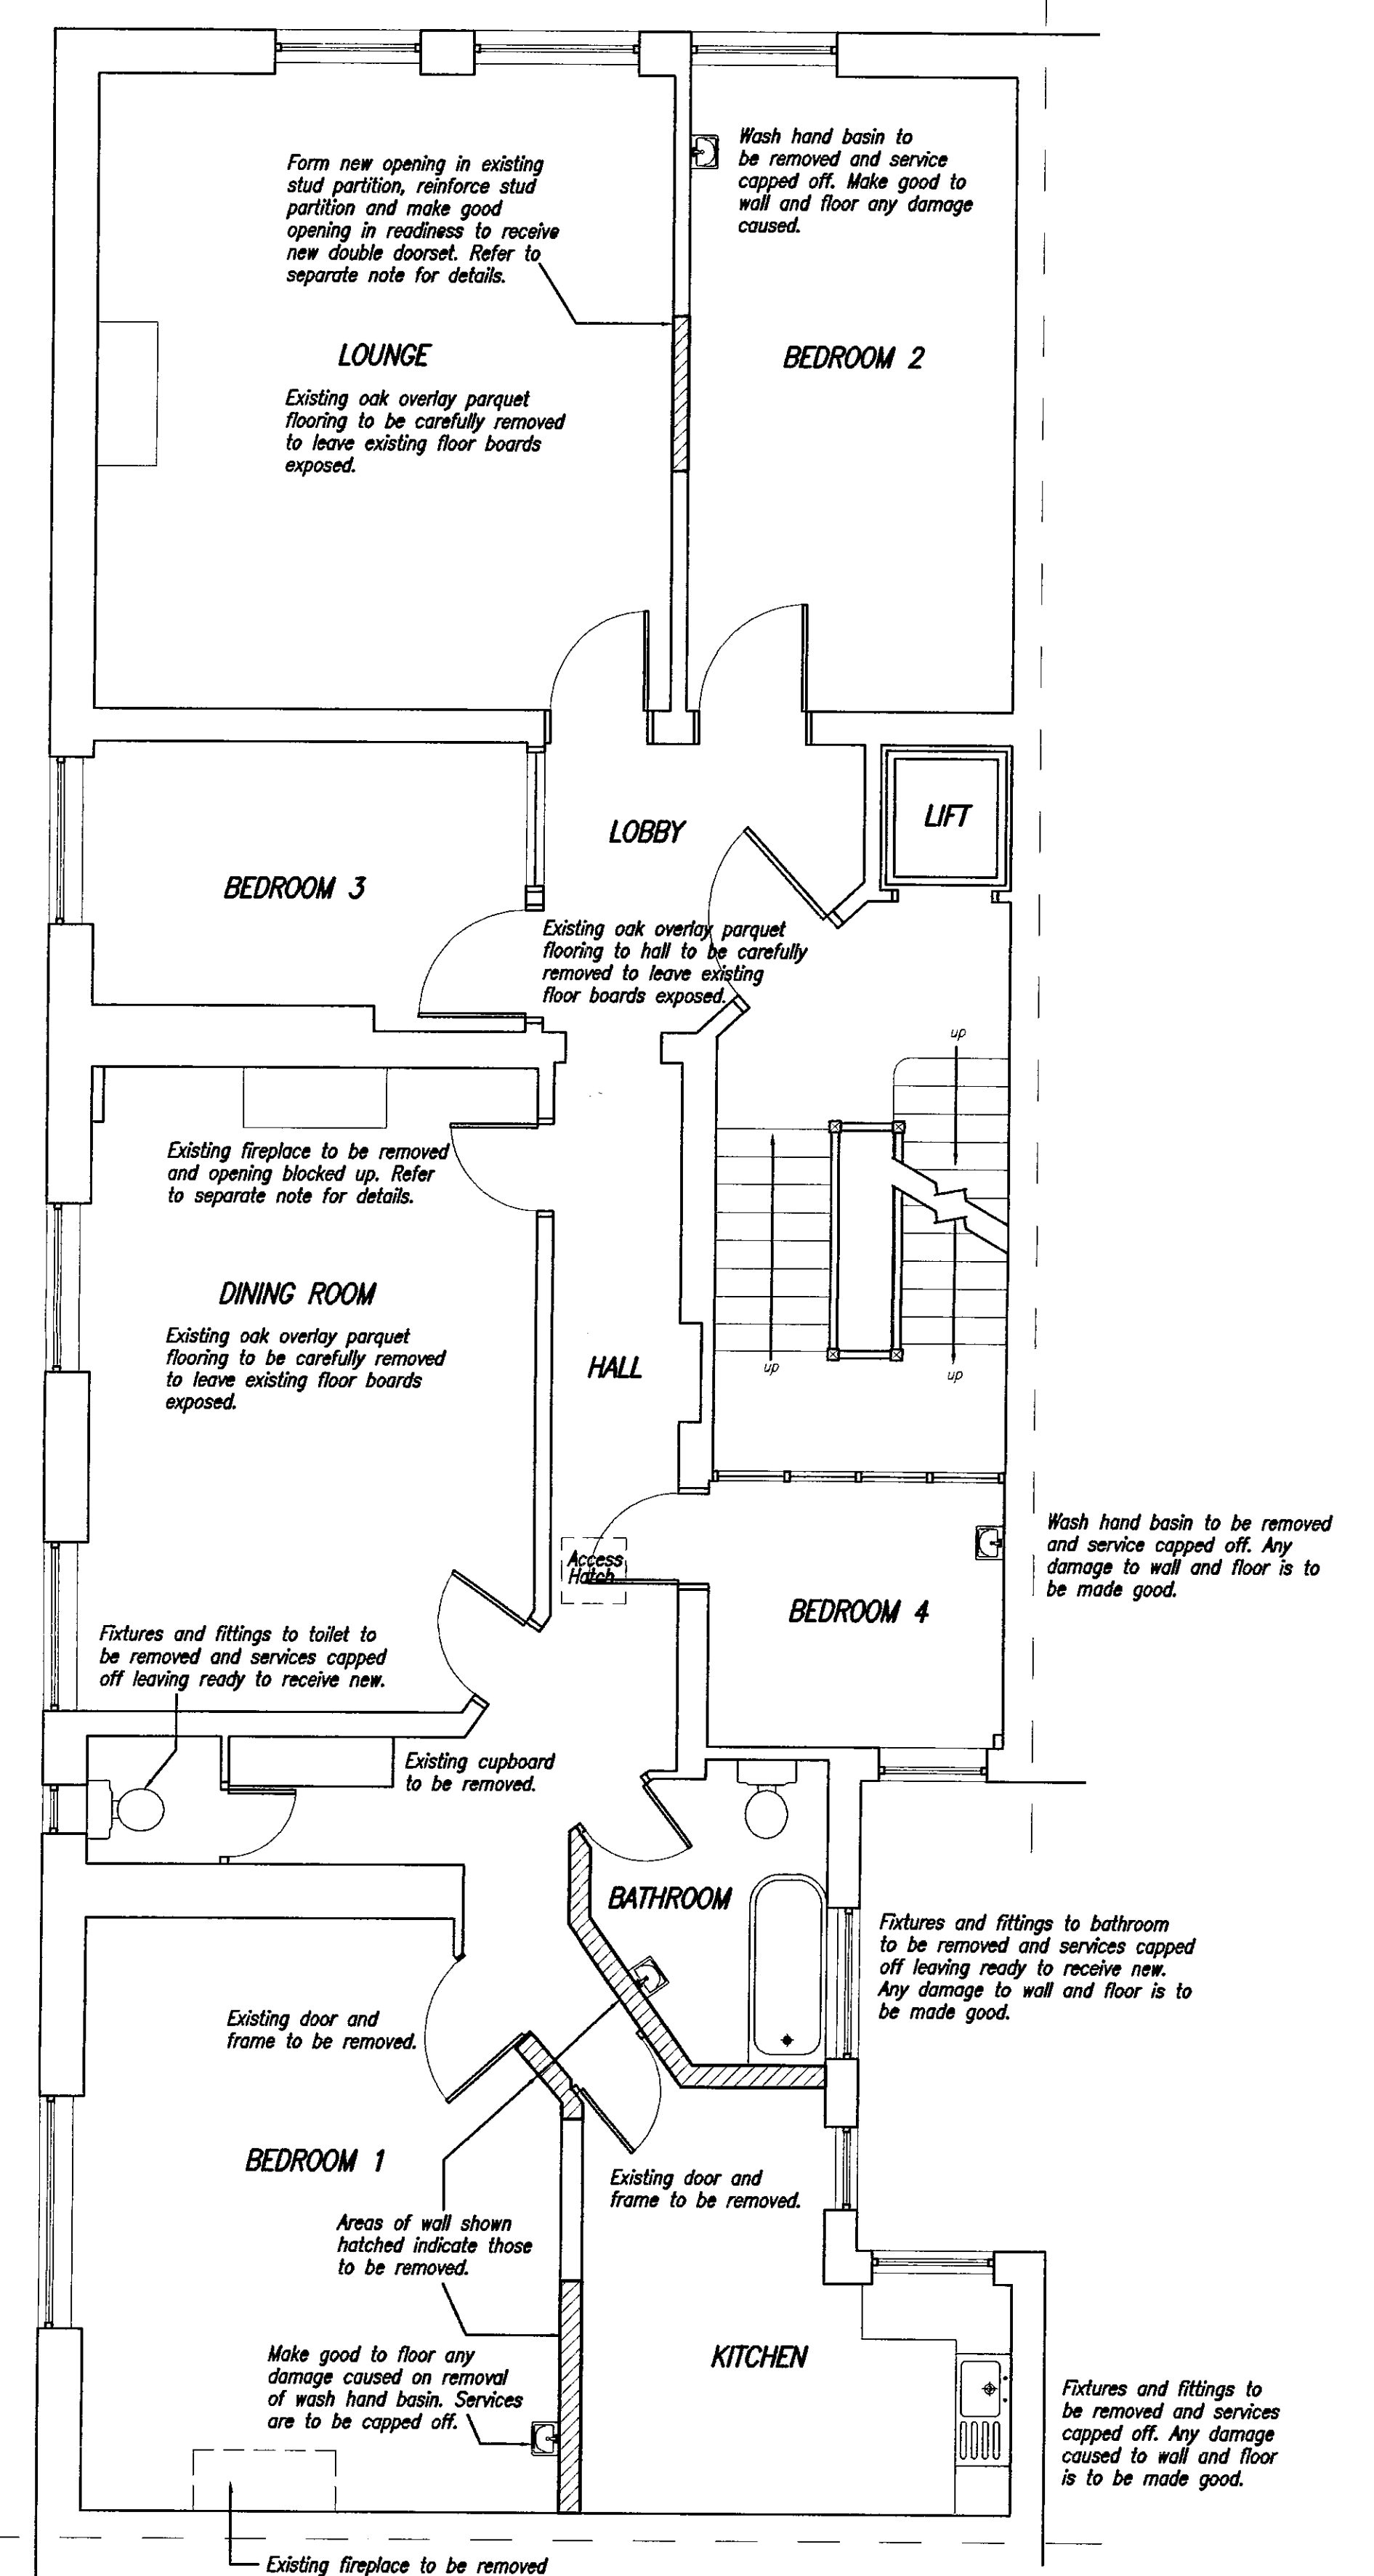 Wash hand basin to
be removed and service
capped off. Make good to
wall and floor any damage
caused.
Form new opening in existing
stud partition, reinforce stud
partition and make good
opening in readiness to receive
new double doorset. Refer to
separate note for details.
LOUNGE
BEDROOM 2
Existing oak overlay parquet
flooring to be carefully removed
to leave existing floor boards
exposed.
LOBBY
LIFT
BEDROOM 3
Existing oak overlay parquet
flooring to hall to be carefully
removed to leave existing
floor boards exposed.
up
Existing fireplace to be removed
and opening blocked up. Refer
to separate note for details.
DINING ROOM
Existing oak overlay parquet
flooring to be carefully removed
to leave existing floor boards
exposed.
HALL
up
up
Wash hand basin to be removed
and service capped off. Any
damage to wall and floor is to
be made good.
Access
Hatch
BEDROOM 4
Fixtures and fittings to toilet to
be removed and services capped
off leaving ready to receive new.
Existing cupboard
to be removed.
BATHROOM
Fixtures and fittings to bathroom
to be removed and services capped
off leaving ready to receive new.
Any damage to wall and floor is to
be made good.
Existing door and
frame to be removed.
BEDROOM 1
Existing door and
frame to be removed.
Areas of wall shown
hatched indicate those
to be removed.
Make good to floor any
damage caused on removal
of wash hand basin. Services
are to be capped off.
KITCHEN
Fixtures and fittings to
be removed and services
capped off. Any damage
caused to wall and floor
is to be made good.
Existing fireplace to be removed